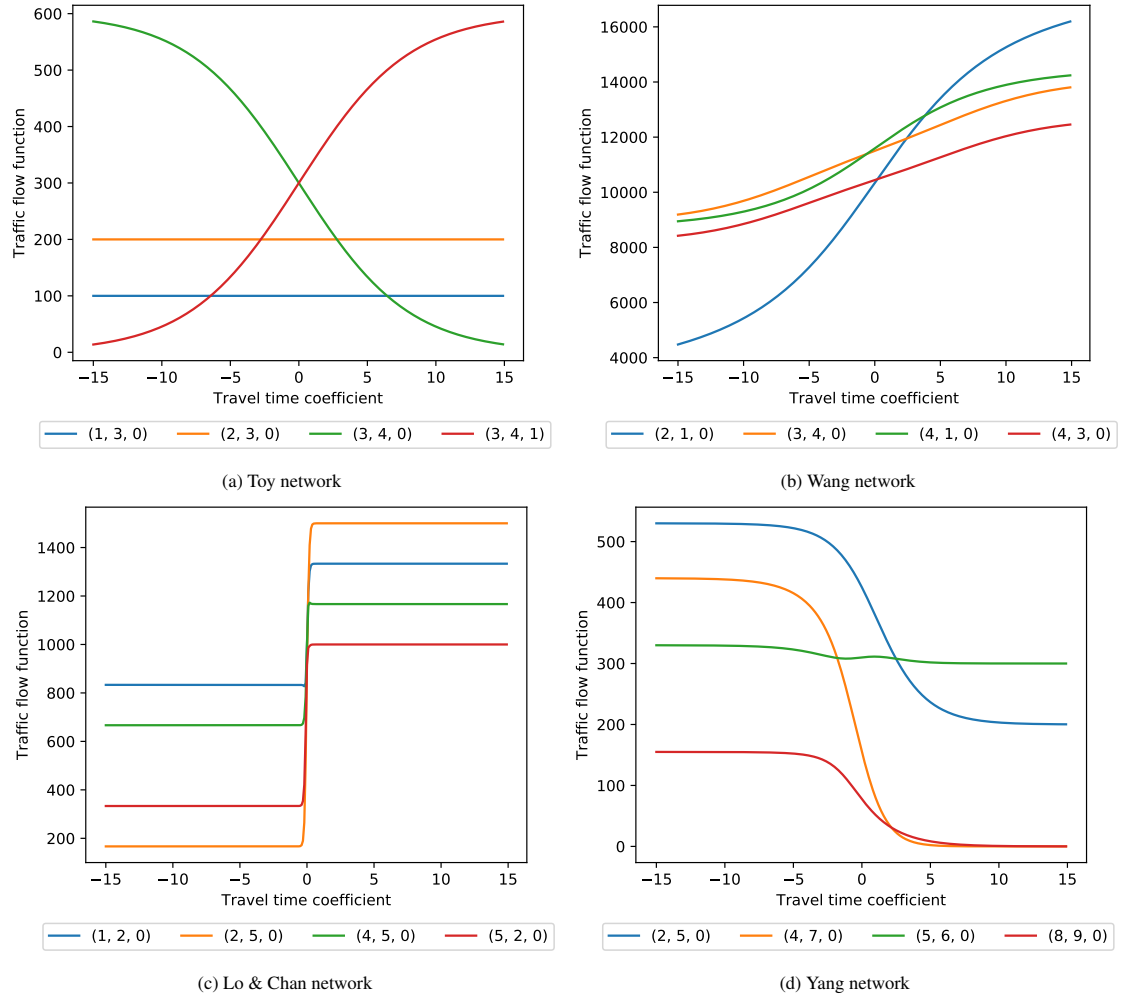 600
500
400
300
200
100
0
Traffic flow function
−15 −10 −5 0 5 10 15
Travel time coefficient
(1, 3, 0) (2, 3, 0) (3, 4, 0) (3, 4, 1)
(a) Toy network
16000
14000
12000
10000
8000
6000
4000
Traffic flow function
−15 −10 −5 0 5 10 15
Travel time coefficient
(2, 1, 0) (3, 4, 0) (4, 1, 0) (4, 3, 0)
(b) Wang network
1400
1200
1000
800
600
400
200
Traffic flow function
−15 −10 −5 0 5 10 15
Travel time coefficient
(1, 2, 0) (2, 5, 0) (4, 5, 0) (5, 2, 0)
(c) Lo & Chan network
500
400
300
200
100
0
Traffic flow function
−15 −10 −5 0 5 10 15
Travel time coefficient
(2, 5, 0) (4, 7, 0) (5, 6, 0) (8, 9, 0)
(d) Yang network